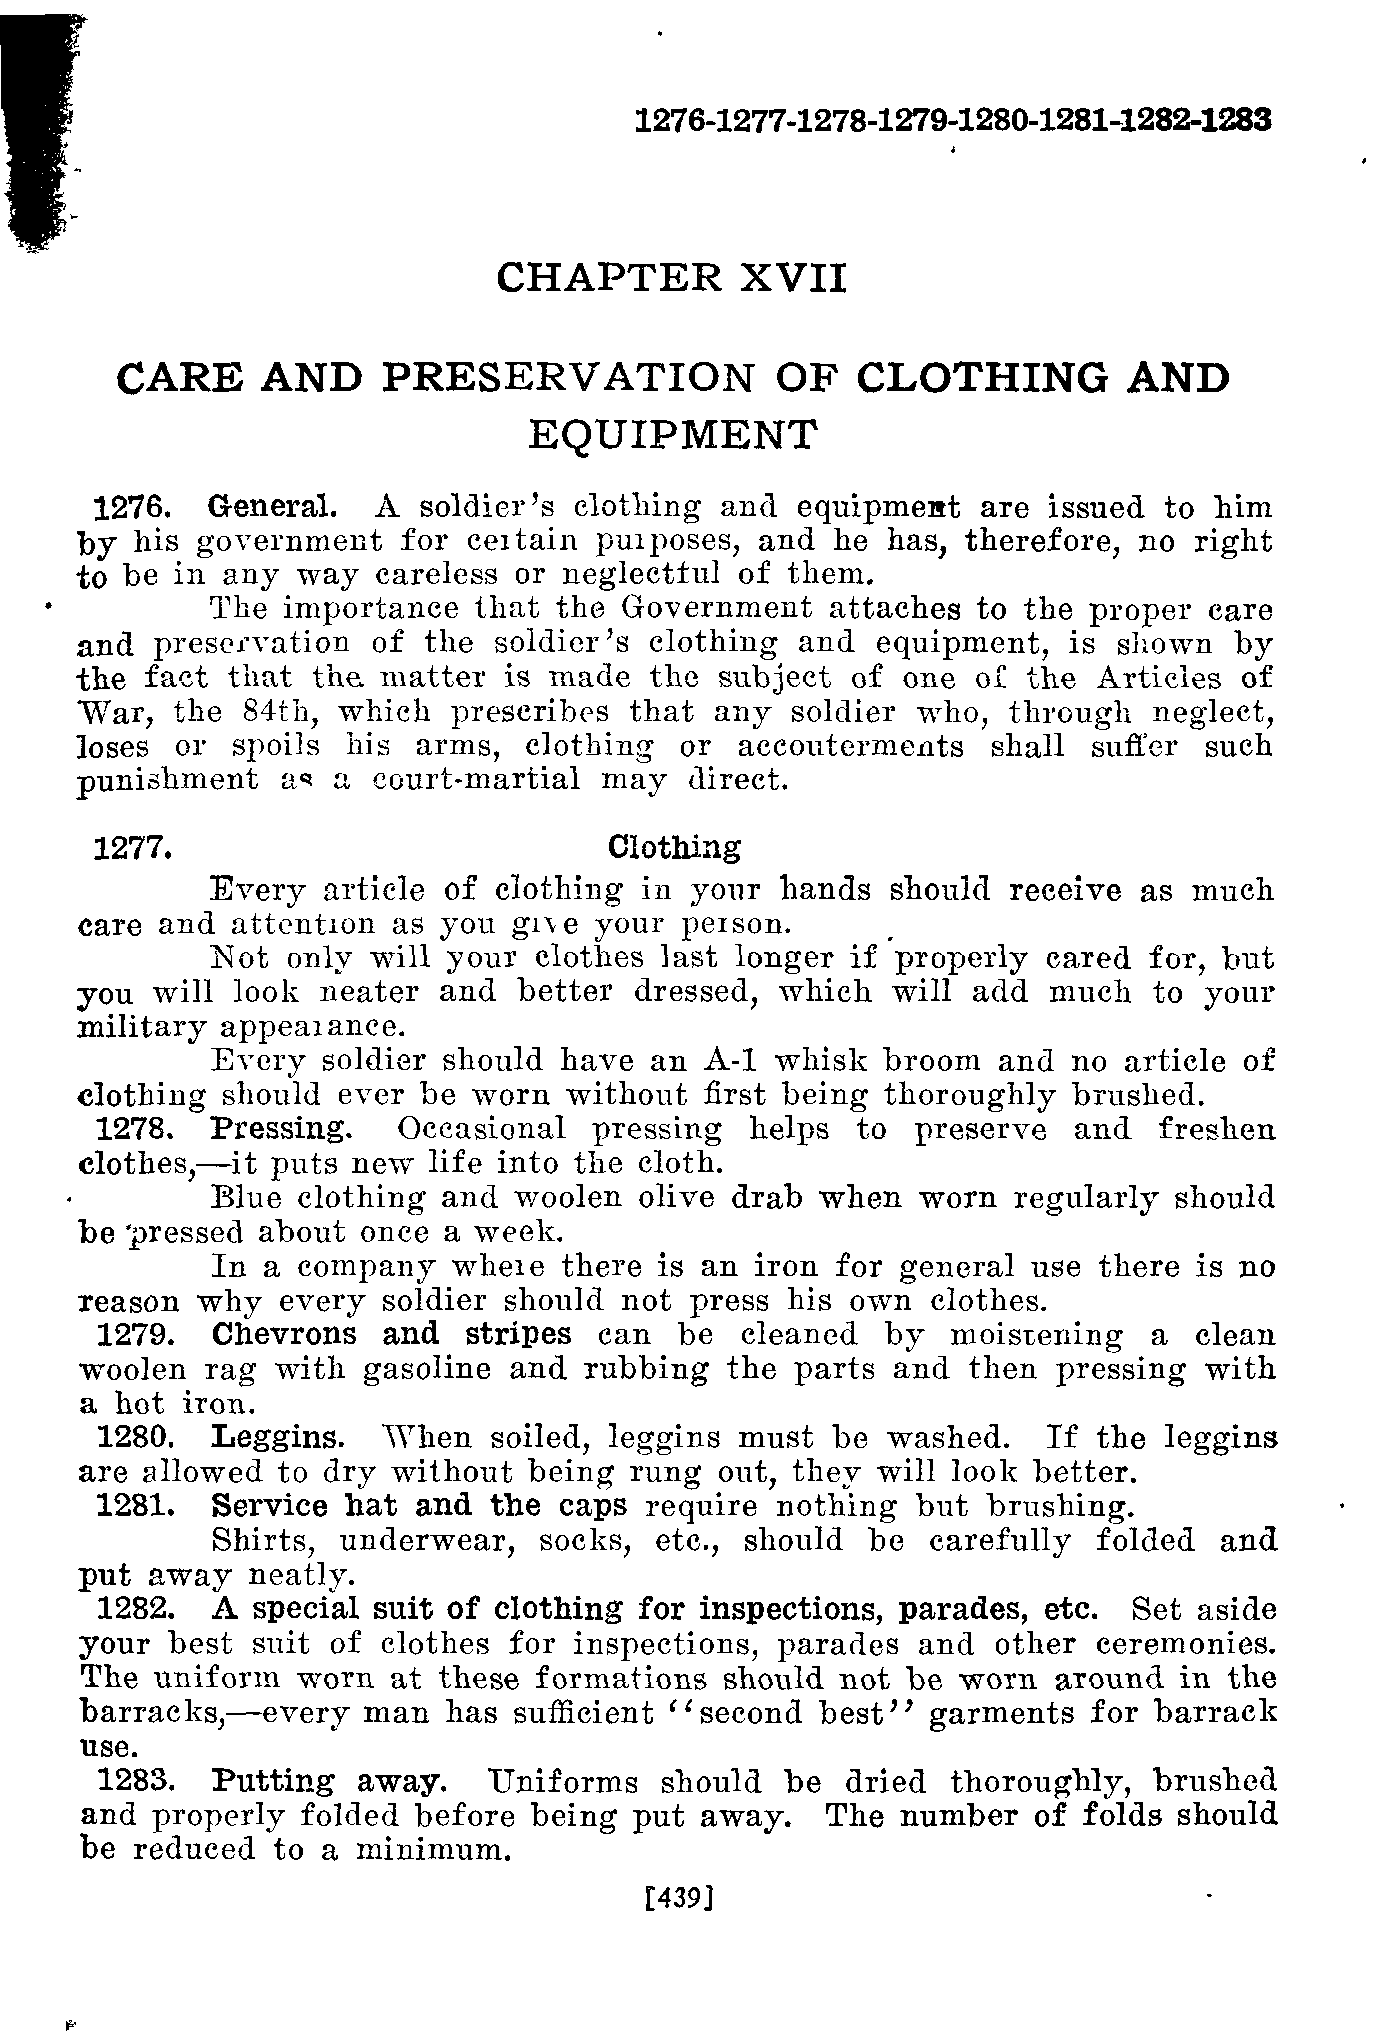 1276-1277-1278-1279-1280-1281-1282-1283
CHAPTER XVII
CARE AND PRESERVATION OF CLOTHING AND
EQUIPMENT
1276. General. A soldier's clothing and equipment are issued to him
by his government for certain purposes, and he has, therefore, no right
to be in any way careless or neglectful of them.
The importance that the Government attaches to the proper care
and preservation of the soldier's clothing and equipment, is shown by
the fact that the matter is made the subject of one of the Articles of
War, the 84th, which prescribes that any soldier who, through neglect,
loses or spoils his arms, clothing or accouterments shall suffer such
punishment as a court-martial may direct.
1277. Clothing
Every article of clothing in your hands should receive as much
care and attention as you give your person.
Not only will your clothes last longer if properly cared for, but
you will look neater and better dressed, which will add much to your
military appearance.
Every soldier should have an A-1 whisk broom and no article of
clothing should ever be worn without first being thoroughly brushed.
1278. Pressing. Occasional pressing helps to preserve and freshen
clothes,—it puts new life into the cloth.
Blue clothing and woolen olive drab when worn regularly should
be pressed about once a week.
In a company where there is an iron for general use there is no
reason why every soldier should not press his own clothes.
1279. Chevrons and stripes can be cleaned by moistening a clean
woolen rag with gasoline and rubbing the parts and then pressing with
a hot iron.
1280. Leggins. When soiled, leggins must be washed. If the leggins
are allowed to dry without being rung out, they will look better.
1281. Service hat and the caps require nothing but brushing.
Shirts, underwear, socks, etc., should be carefully folded and
put away neatly.
1282. A special suit of clothing for inspections, parades, etc. Set aside
your best suit of clothes for inspections, parades and other ceremonies.
The uniform worn at these formations should not be worn around in the
barracks,—every man has sufficient "second best" garments for barrack
use.
1283. Putting away. Uniforms should be dried thoroughly, brushed
and properly folded before being put away. The number of folds should
be reduced to a minimum.
[439]